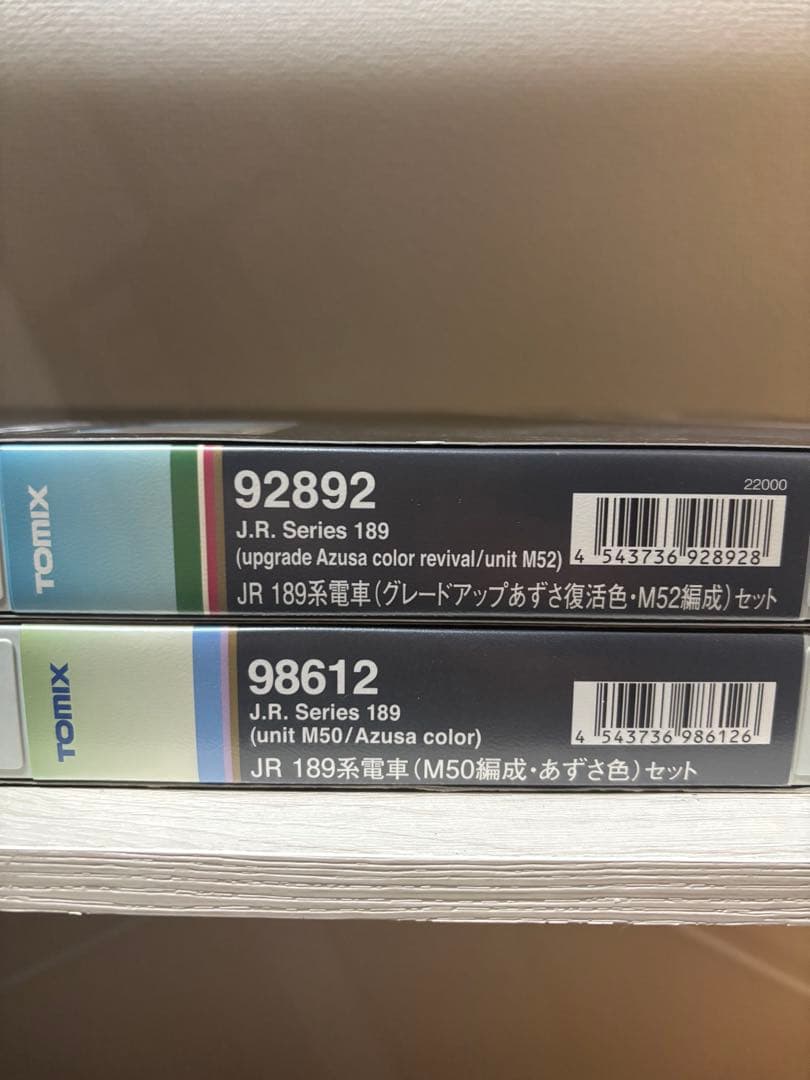 TOMIX
92892
22000
J.R. Series 189
(upgrade Azusa color revival/unit M52)
4 543736 928928
JR 189系電車(グレードアップあずさ復活色・M52編成)セット
TOMIX
98612
J.R. Series 189
(unit M50/Azusa color)
4 543736 986126
JR 189系電車(M50編成・あずさ色)セット